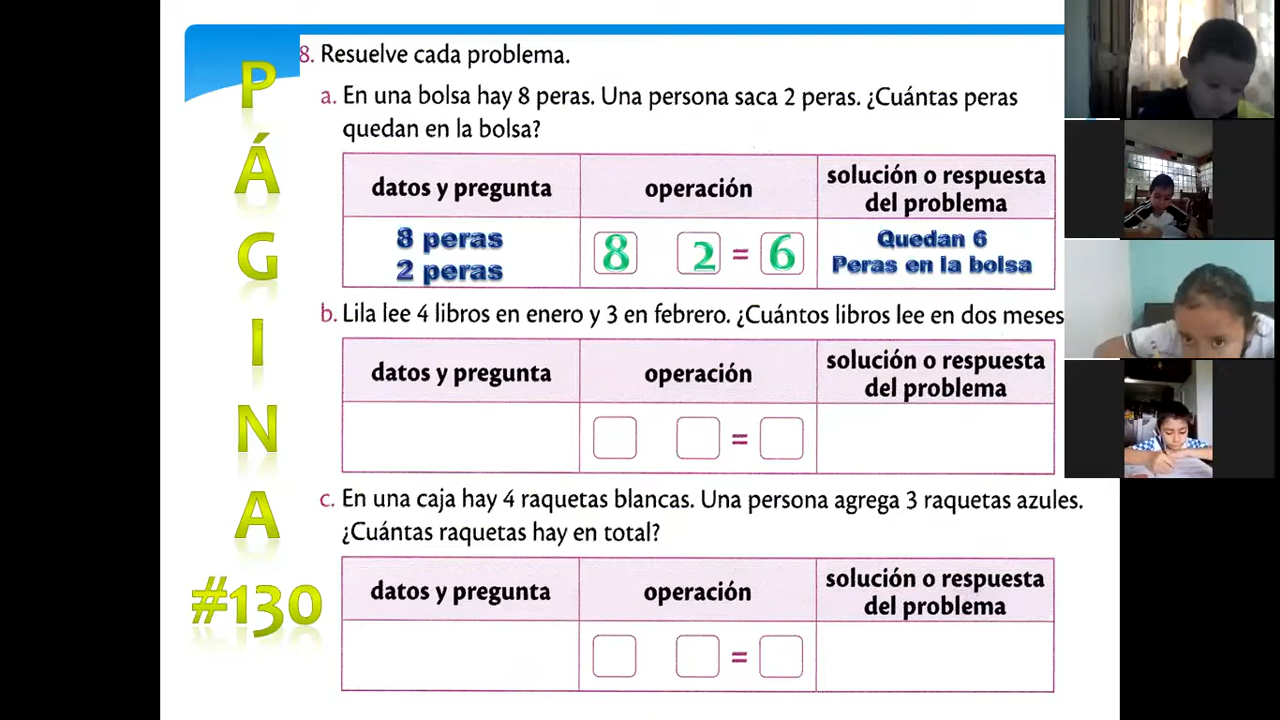 PÁGINA
#130
8. Resuelve cada problema.
a. En una bolsa hay 8 peras. Una persona saca 2 peras. ¿Cuántas peras
quedan en la bolsa?
datos y pregunta operación solución o respuesta
del problema
8 peras
2 peras
8 2 = 6
Quedan 6
Peras en la bolsa
b. Lila lee 4 libros en enero y 3 en febrero. ¿Cuántos libros lee en dos meses
datos y pregunta operación solución o respuesta
del problema
=
c. En una caja hay 4 raquetas blancas. Una persona agrega 3 raquetas azules.
¿Cuántas raquetas hay en total?
datos y pregunta operación solución o respuesta
del problema
=